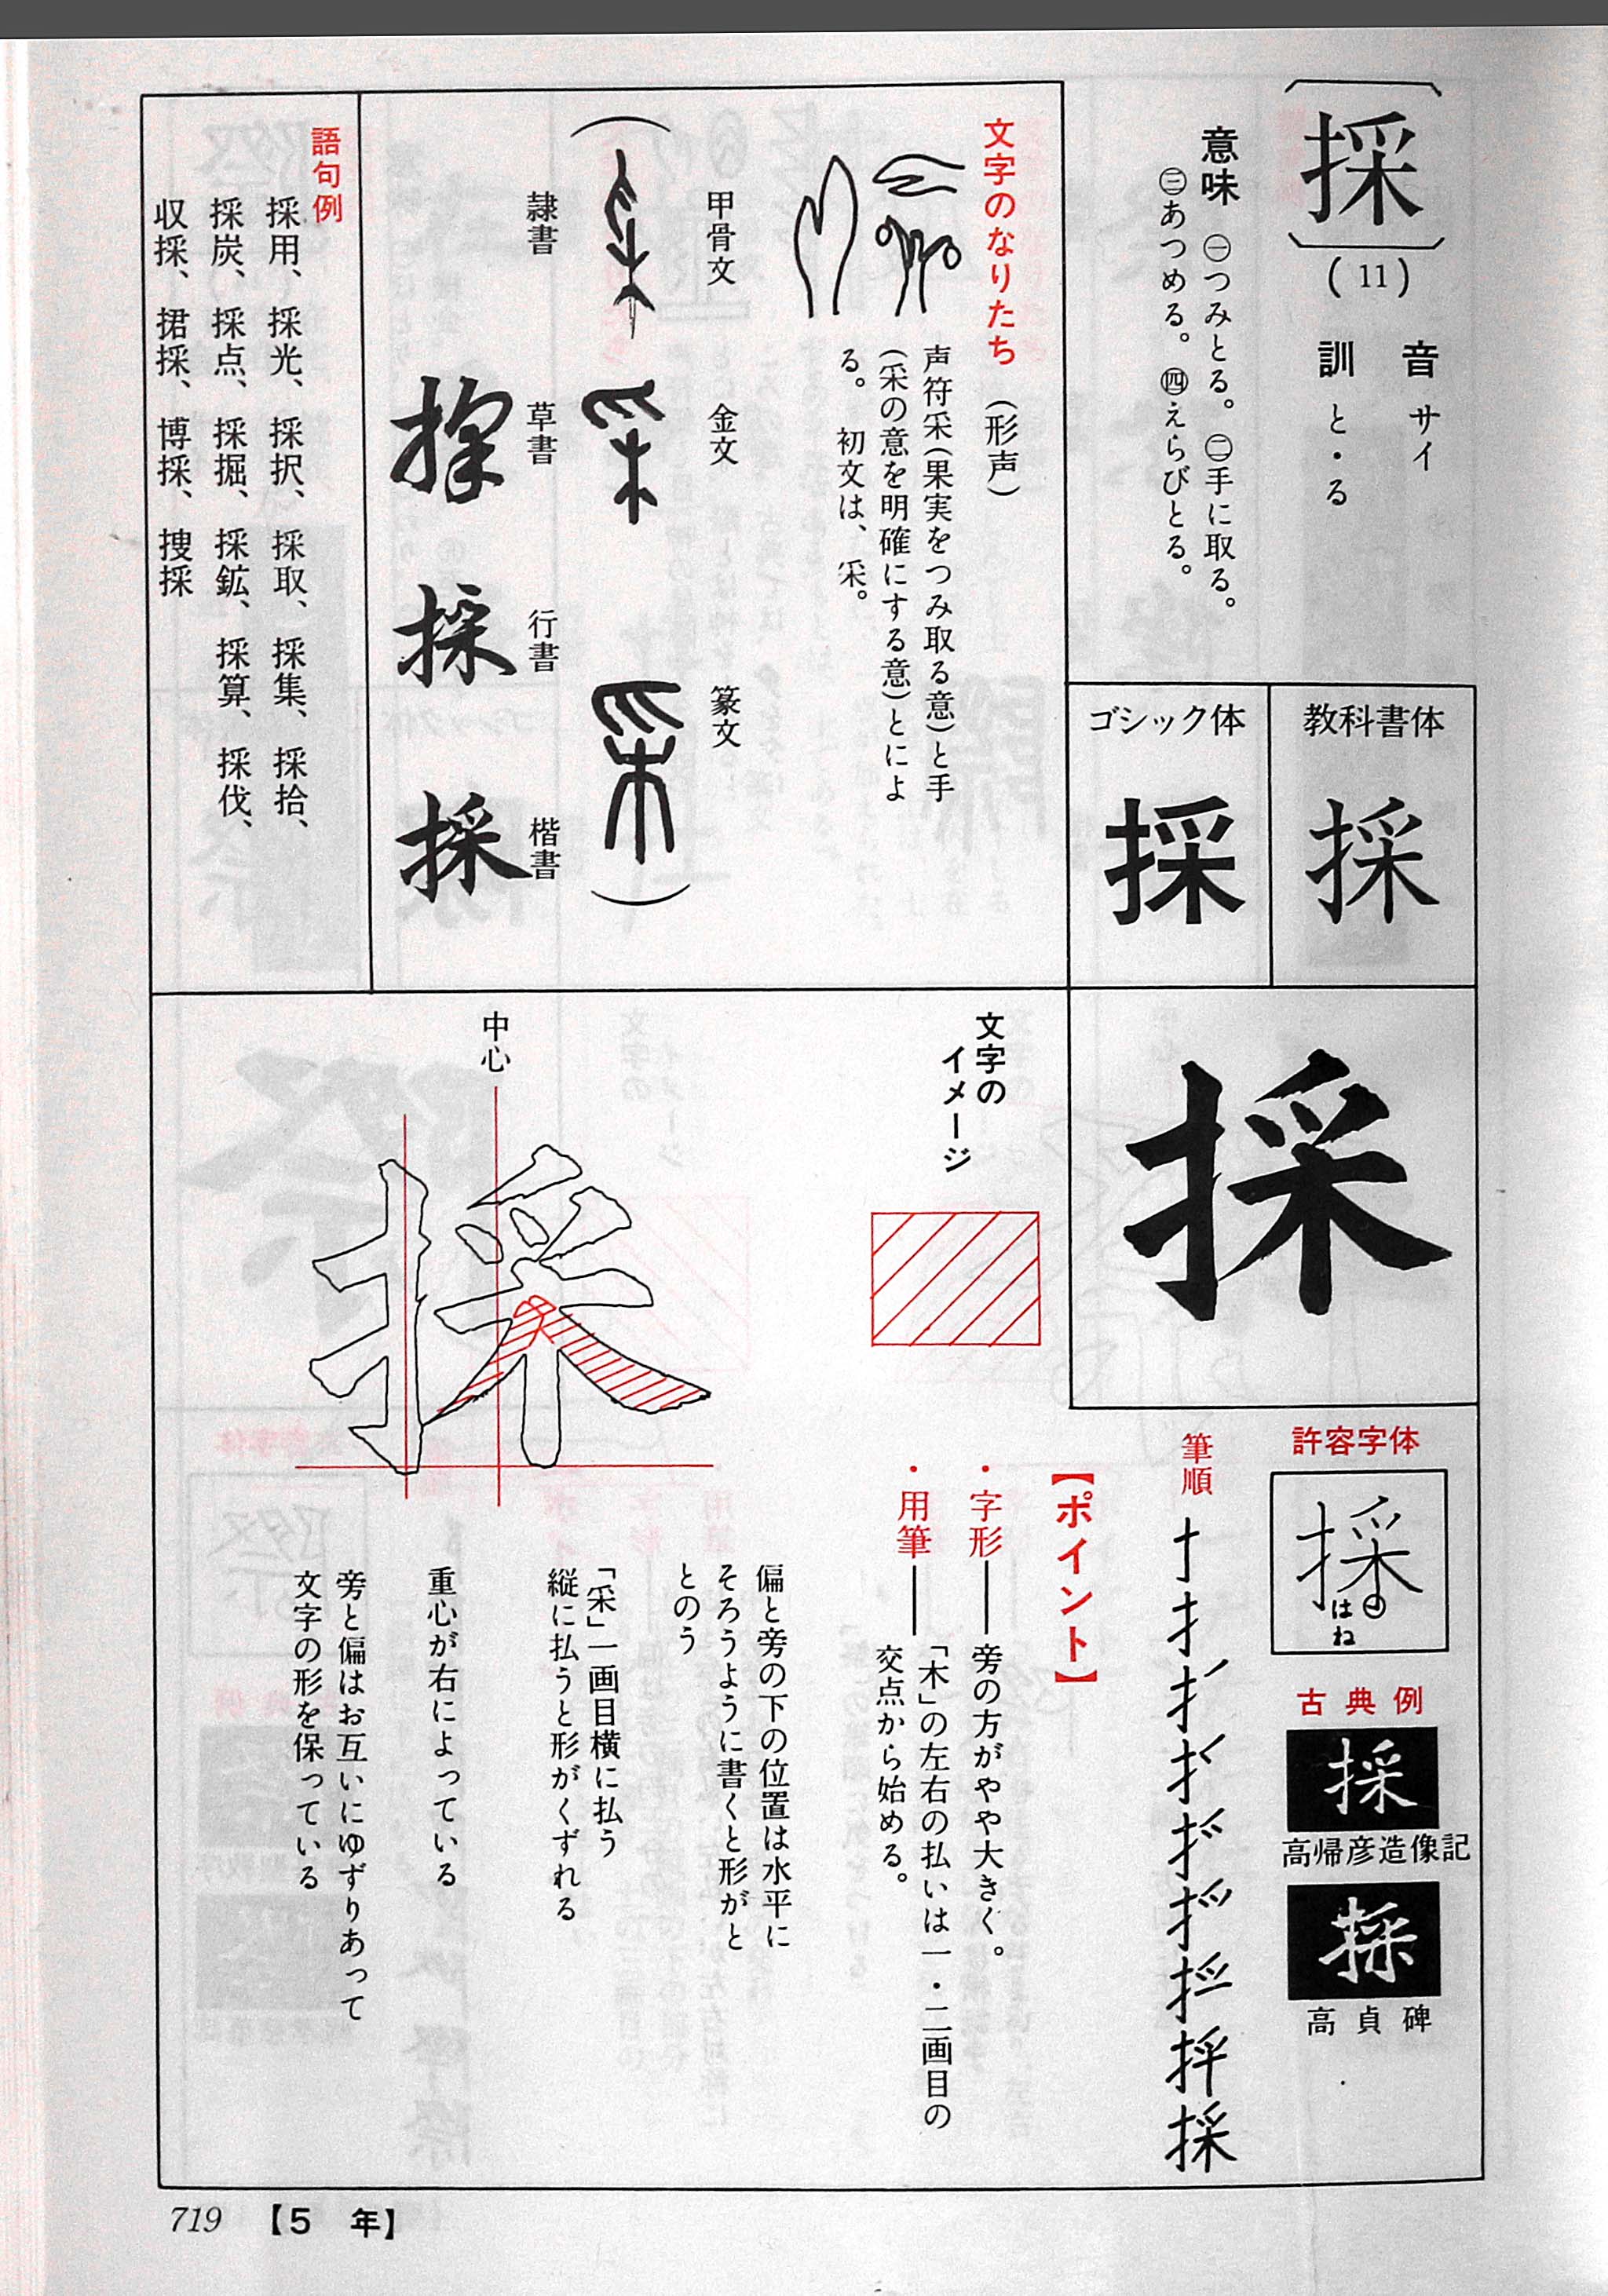 採
(11)
音 サイ
訓 と・る
意味 ㊀つみとる。㊁手に取る。
㊂あつめる。㊃えらびとる。
教科書体
採
ゴシック体
採
文字のなりたち（形声）
声符采（果実をつみ取る意）と手
（采の意を明確にする意）とによ
る。初文は、采。
甲骨文 金文 篆文
隷書 草書 行書 楷書
採 採 採
語句例
採用、採光、採択、採取、採集、採拾、
採炭、採点、採掘、採鉱、採算、採伐、
収採、捃採、博採、捜採
採
許容字体
採
はね
古典例
採
高帰彦造像記
採
高貞碑
筆順
採
文字の
イメージ
中心
採
【ポイント】
・字形──旁の方がやや大きく。
・用筆──「木」の左右の払いは一・二画目の
交点から始める。
偏と旁の下の位置は水平に
そろうように書くと形がと
とのう
「采」一画目横に払う
縦に払うと形がくずれる
重心が右によっている
旁と偏はお互いにゆずりあって
文字の形を保っている
719 【5 年】